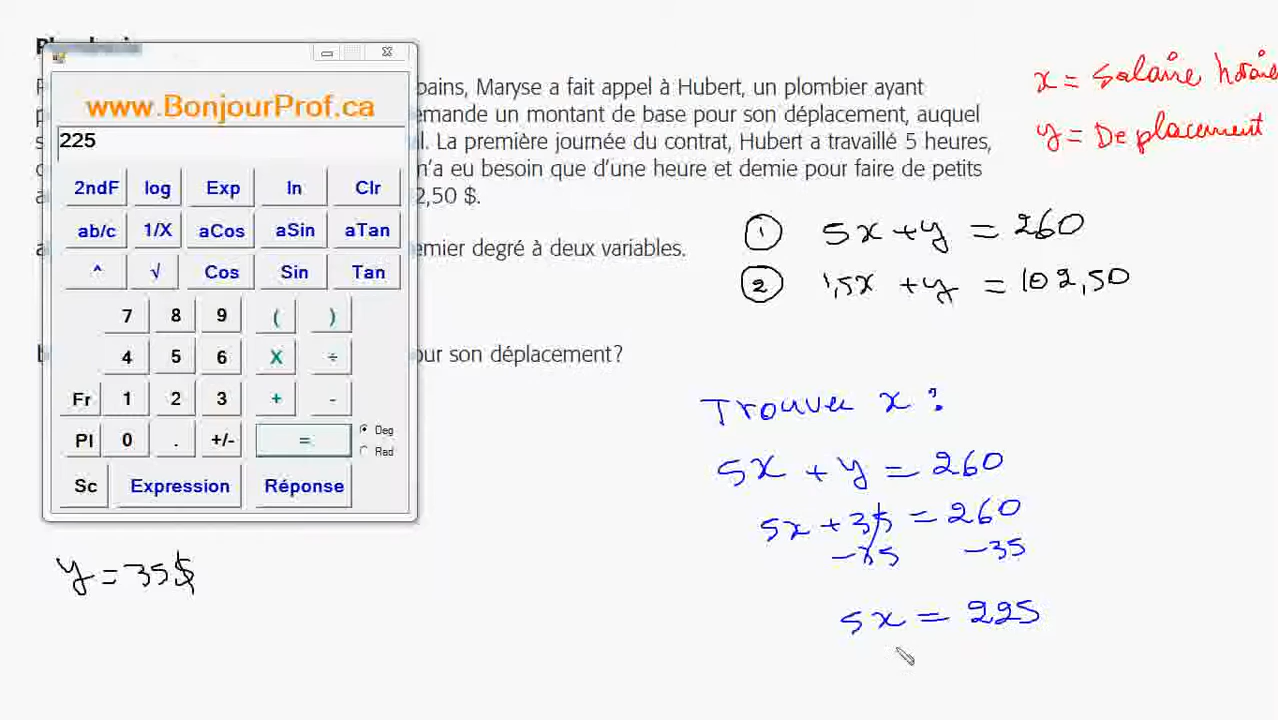 www.BonjourProf.ca
225
2ndF log Exp ln Clr
ab/c 1/X aCos aSin aTan
^ √ Cos Sin Tan
7 8 9 ( )
4 5 6 X ÷
Fr 1 2 3 + -
PI 0 . +/- = Deg
Rad
Sc Expression Réponse
bains, Maryse a fait appel à Hubert, un plombier ayant
emande un montant de base pour son déplacement, auquel
l. La première journée du contrat, Hubert a travaillé 5 heures,
n'a eu besoin que d'une heure et demie pour faire de petits
2,50 $.
emier degré à deux variables.
our son déplacement?
x = Salaire horaire
y = Deplacement
① 5x + y = 260
② 1,5x + y = 102,50
Trouver x :
5x + y = 260
5x + 35 = 260
-35 -35
5x = 225
y = 35$